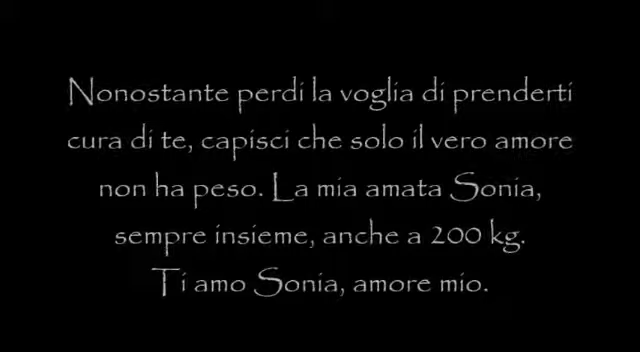 Nonostante perdi la voglia di prenderti
cura di te, capisci che solo il vero amore
non ha peso. La mia amata Sonia,
sempre insieme, anche a 200 kg.
Ti amo Sonia, amore mio.